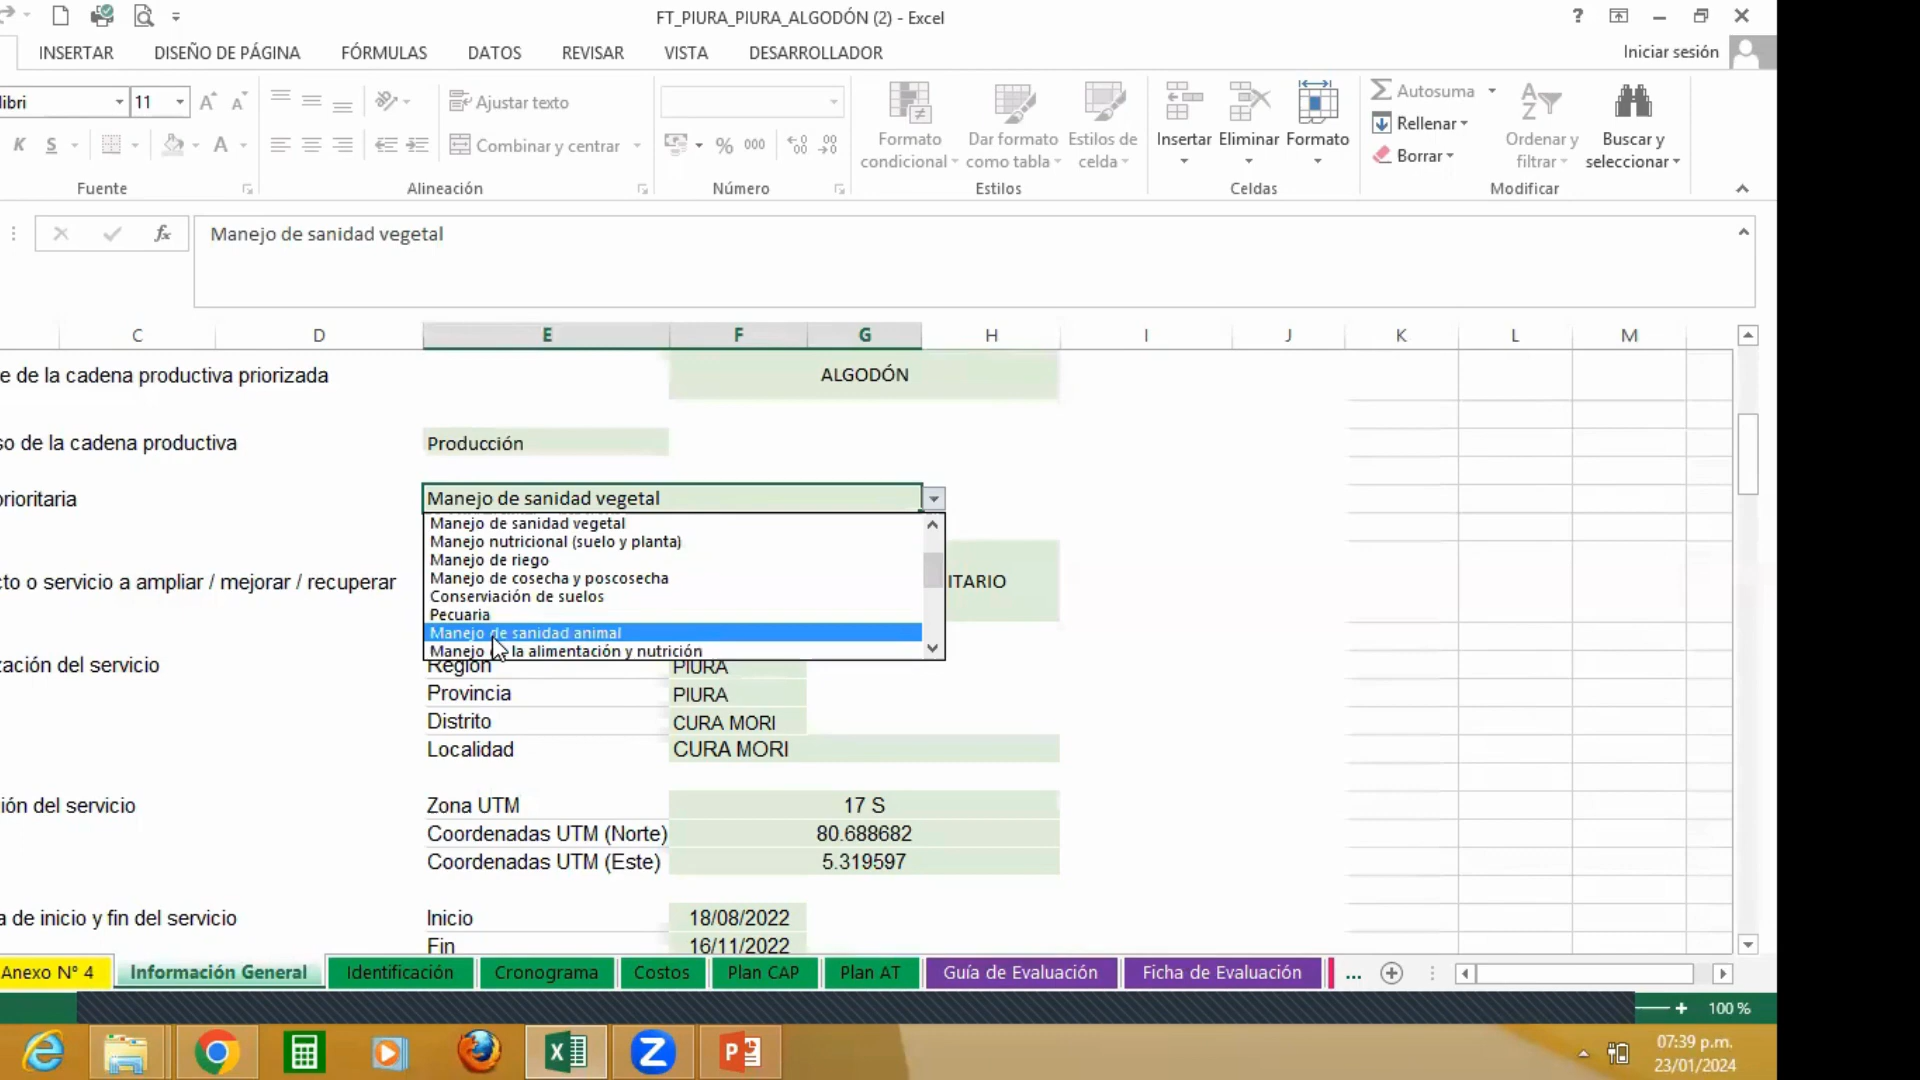 FT_PIURA_PIURA_ALGODÓN (2) - Excel
?
INSERTAR DISEÑO DE PÁGINA FÓRMULAS DATOS REVISAR VISTA DESARROLLADOR
Iniciar sesión
libri 11
Ajustar texto
K S A
Combinar y centrar
% 000
Formato condicional
Dar formato como tabla
Estilos de celda
Insertar
Eliminar
Formato
Autosuma
Rellenar
Borrar
Ordenar y filtrar
Buscar y seleccionar
Fuente Alineación Número Estilos Celdas Modificar
fx Manejo de sanidad vegetal
C D E F G H I J K L M
e de la cadena productiva priorizada ALGODÓN
so de la cadena productiva Producción
rioritaria Manejo de sanidad vegetal
Manejo de sanidad vegetal
Manejo nutricional (suelo y planta)
Manejo de riego
Manejo de cosecha y poscosecha
Conserviación de suelos
Pecuaria
Manejo de sanidad animal
Manejo la alimentación y nutrición
cto o servicio a ampliar / mejorar / recuperar ITARIO
zación del servicio Región PIURA
Provincia PIURA
Distrito CURA MORI
Localidad CURA MORI
ión del servicio Zona UTM 17 S
Coordenadas UTM (Norte) 80.688682
Coordenadas UTM (Este) 5.319597
a de inicio y fin del servicio Inicio 18/08/2022
Fin 16/11/2022
Anexo N° 4 Información General Identificación Cronograma Costos Plan CAP Plan AT Guía de Evaluación Ficha de Evaluación ...
100 %
07:39 p.m.
23/01/2024